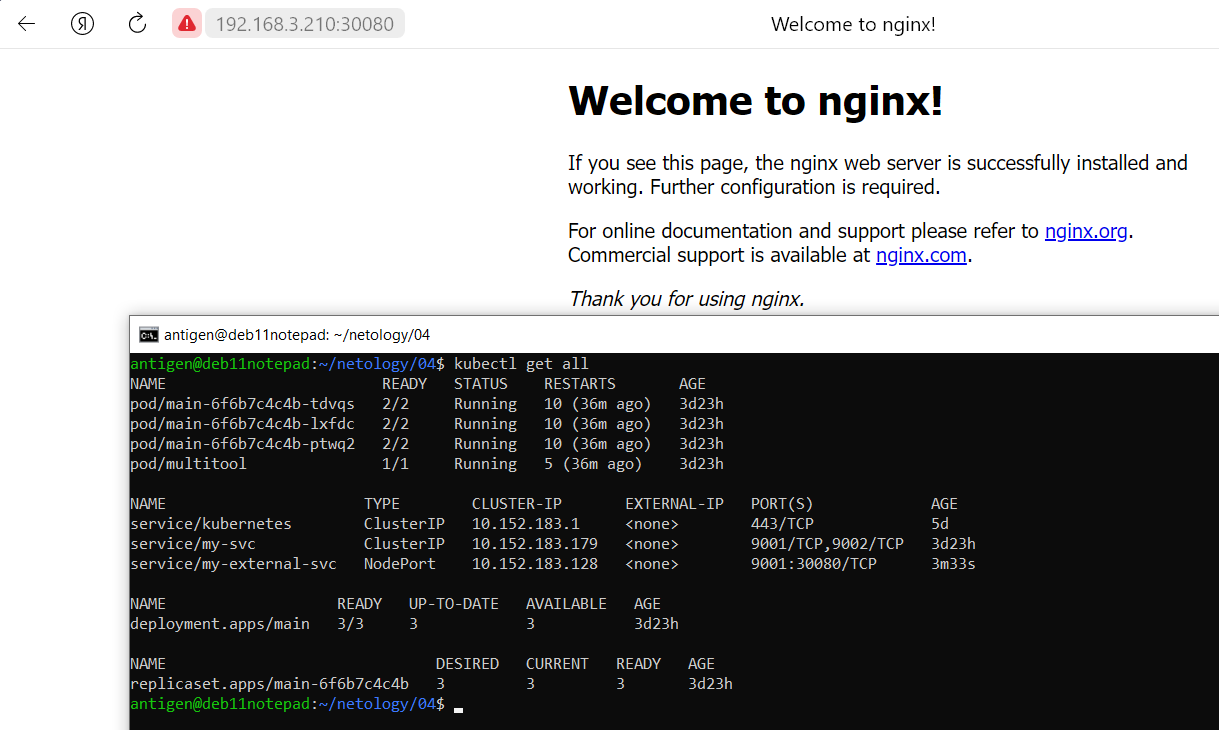 192.168.3.210:30080 Welcome to nginx!
Welcome to nginx!
If you see this page, the nginx web server is successfully installed and
working. Further configuration is required.
For online documentation and support please refer to nginx.org.
Commercial support is available at nginx.com.
Thank you for using nginx.
antigen@deb11notepad: ~/netology/04
antigen@deb11notepad:~/netology/04$ kubectl get all
NAME READY STATUS RESTARTS AGE
pod/main-6f6b7c4c4b-tdvqs 2/2 Running 10 (36m ago) 3d23h
pod/main-6f6b7c4c4b-lxfdc 2/2 Running 10 (36m ago) 3d23h
pod/main-6f6b7c4c4b-ptwq2 2/2 Running 10 (36m ago) 3d23h
pod/multitool 1/1 Running 5 (36m ago) 3d23h
NAME TYPE CLUSTER-IP EXTERNAL-IP PORT(S) AGE
service/kubernetes ClusterIP 10.152.183.1 <none> 443/TCP 5d
service/my-svc ClusterIP 10.152.183.179 <none> 9001/TCP,9002/TCP 3d23h
service/my-external-svc NodePort 10.152.183.128 <none> 9001:30080/TCP 3m33s
NAME READY UP-TO-DATE AVAILABLE AGE
deployment.apps/main 3/3 3 3 3d23h
NAME DESIRED CURRENT READY AGE
replicaset.apps/main-6f6b7c4c4b 3 3 3 3d23h
antigen@deb11notepad:~/netology/04$